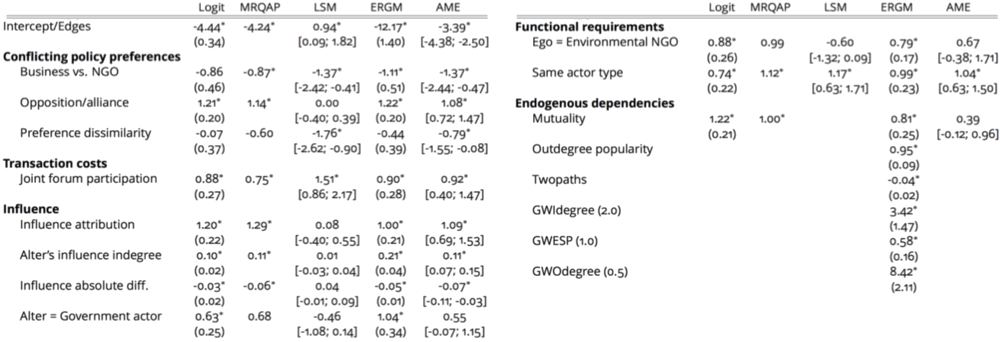 Logit MRQAP LSM ERGM AME
Intercept/Edges -4.44* -4.24* 0.94* -12.17* -3.39*
(0.34) [0.09; 1.82] (1.40) [-4.38; -2.50]
Conflicting policy preferences
Business vs. NGO -0.86 -0.87* -1.37* -1.11* -1.37*
(0.46) [-2.42; -0.41] (0.51) [-2.44; -0.47]
Opposition/alliance 1.21* 1.14* 0.00 1.22* 1.08*
(0.20) [-0.40; 0.39] (0.20) [0.72; 1.47]
Preference dissimilarity -0.07 -0.60 -1.76* -0.44 -0.79*
(0.37) [-2.62; -0.90] (0.39) [-1.55; -0.08]
Transaction costs
Joint forum participation 0.88* 0.75* 1.51* 0.90* 0.92*
(0.27) [0.86; 2.17] (0.28) [0.40; 1.47]
Influence
Influence attribution 1.20* 1.29* 0.08 1.00* 1.09*
(0.22) [-0.40; 0.55] (0.21) [0.69; 1.53]
Alter's influence indegree 0.10* 0.11* 0.01 0.21* 0.11*
(0.02) [-0.03; 0.04] (0.04) [0.07; 0.15]
Influence absolute diff. -0.03* -0.06* 0.04 -0.05* -0.07*
(0.02) [-0.01; 0.09] (0.01) [-0.11; -0.03]
Alter = Government actor 0.63* 0.68 -0.46 1.04* 0.55
(0.25) [-1.08; 0.14] (0.34) [-0.07; 1.15]
Logit MRQAP LSM ERGM AME
Functional requirements
Ego = Environmental NGO 0.88* 0.99 -0.60 0.79* 0.67
(0.26) [-1.32; 0.09] (0.17) [-0.38; 1.71]
Same actor type 0.74* 1.12* 1.17* 0.99* 1.04*
(0.22) [0.63; 1.71] (0.23) [0.63; 1.50]
Endogenous dependencies
Mutuality 1.22* 1.00* 0.81* 0.39
(0.21) (0.25) [-0.12; 0.96]
Outdegree popularity 0.95*
(0.09)
Twopaths -0.04*
(0.02)
GWIdegree (2.0) 3.42*
(1.47)
GWESP (1.0) 0.58*
(0.16)
GWOdegree (0.5) 8.42*
(2.11)